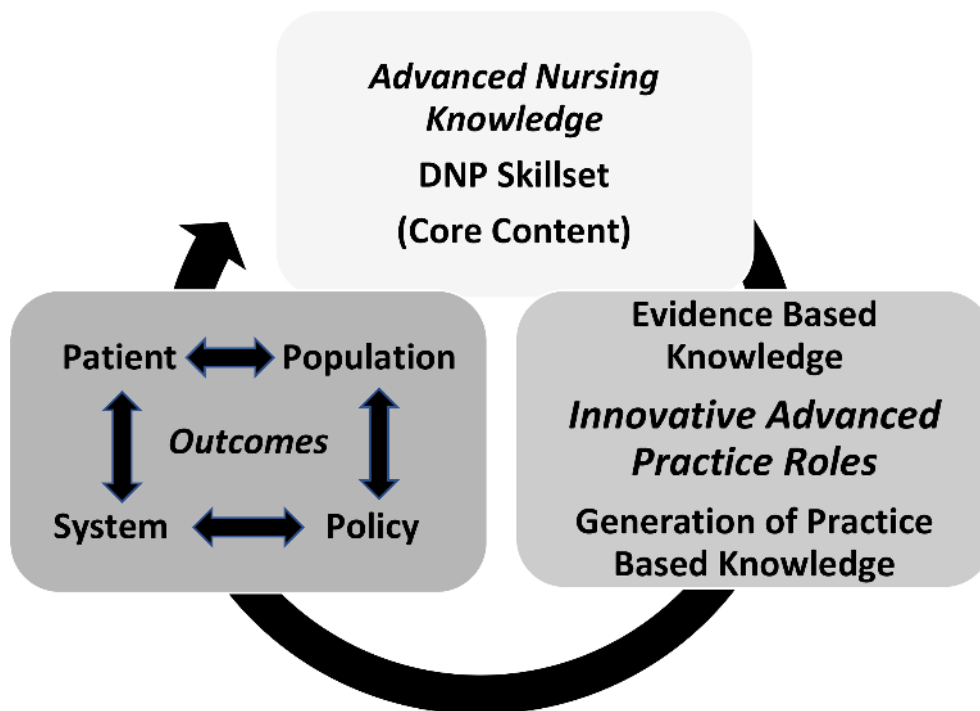 Advanced Nursing
Knowledge
DNP Skillset
(Core Content)
Evidence Based
Knowledge
Innovative Advanced
Practice Roles
Generation of Practice
Based Knowledge
Patient
Population
Outcomes
System
Policy